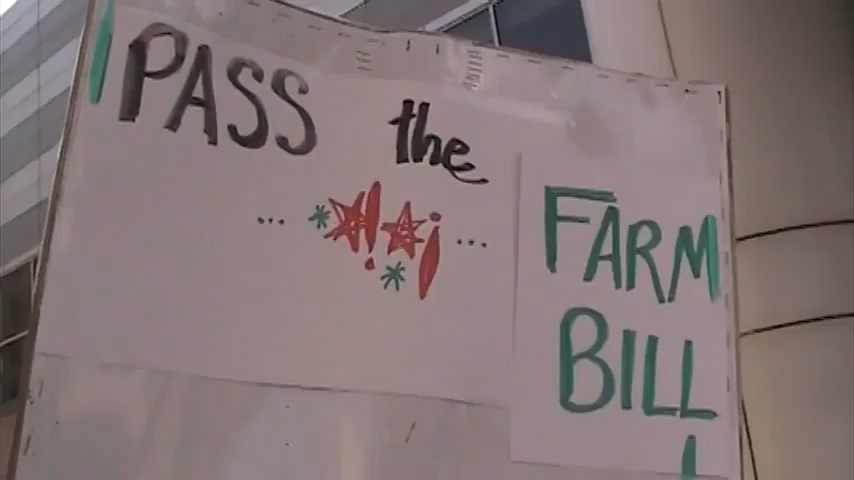 PASS the
... *★!★¡* ...
FARM
BILL